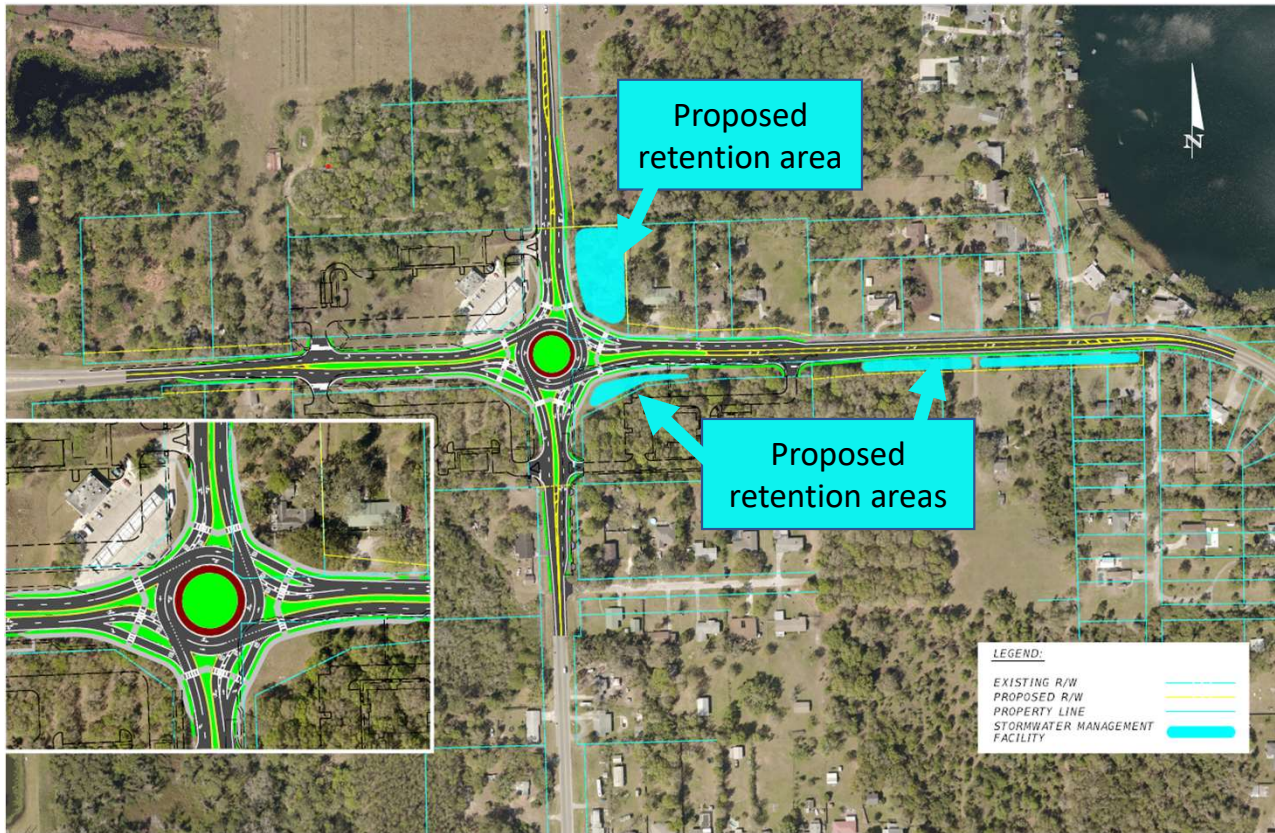 Proposed
retention area
N
Proposed
retention areas
LEGEND:
EXISTING R/W
PROPOSED R/W
PROPERTY LINE
STORMWATER MANAGEMENT
FACILITY